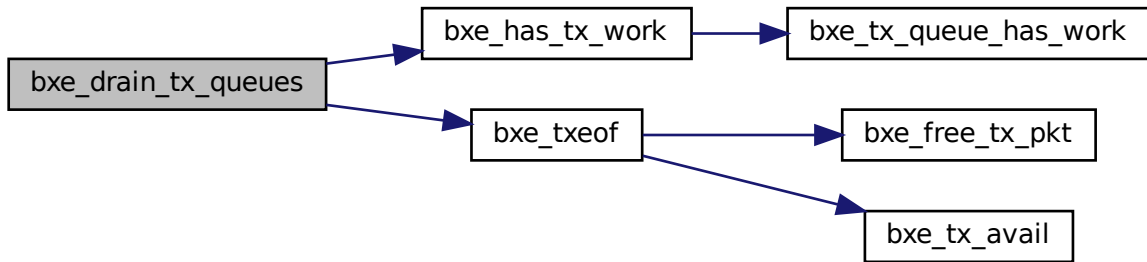 bxe_has_tx_work
bxe_tx_queue_has_work
bxe_drain_tx_queues
bxe_txeof
bxe_free_tx_pkt
bxe_tx_avail